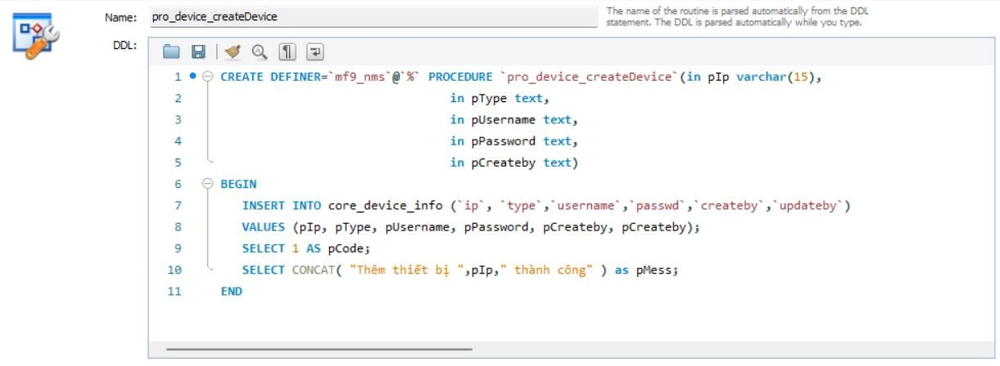 Name: pro_device_createDevice
The name of the routine is parsed automatically from the DDL
statement. The DDL is parsed automatically while you type.
DDL:
1 CREATE DEFINER=`mf9_nms`@`%` PROCEDURE `pro_device_createDevice`(in pIp varchar(15),
2 in pType text,
3 in pUsername text,
4 in pPassword text,
5 in pCreateby text)
6 BEGIN
7 INSERT INTO core_device_info (`ip`, `type`,`username`,`passwd`,`createby`,`updateby`)
8 VALUES (pIp, pType, pUsername, pPassword, pCreateby, pCreateby);
9 SELECT 1 AS pCode;
10 SELECT CONCAT( "Thêm thiết bị ",pIp," thành công" ) as pMess;
11 END